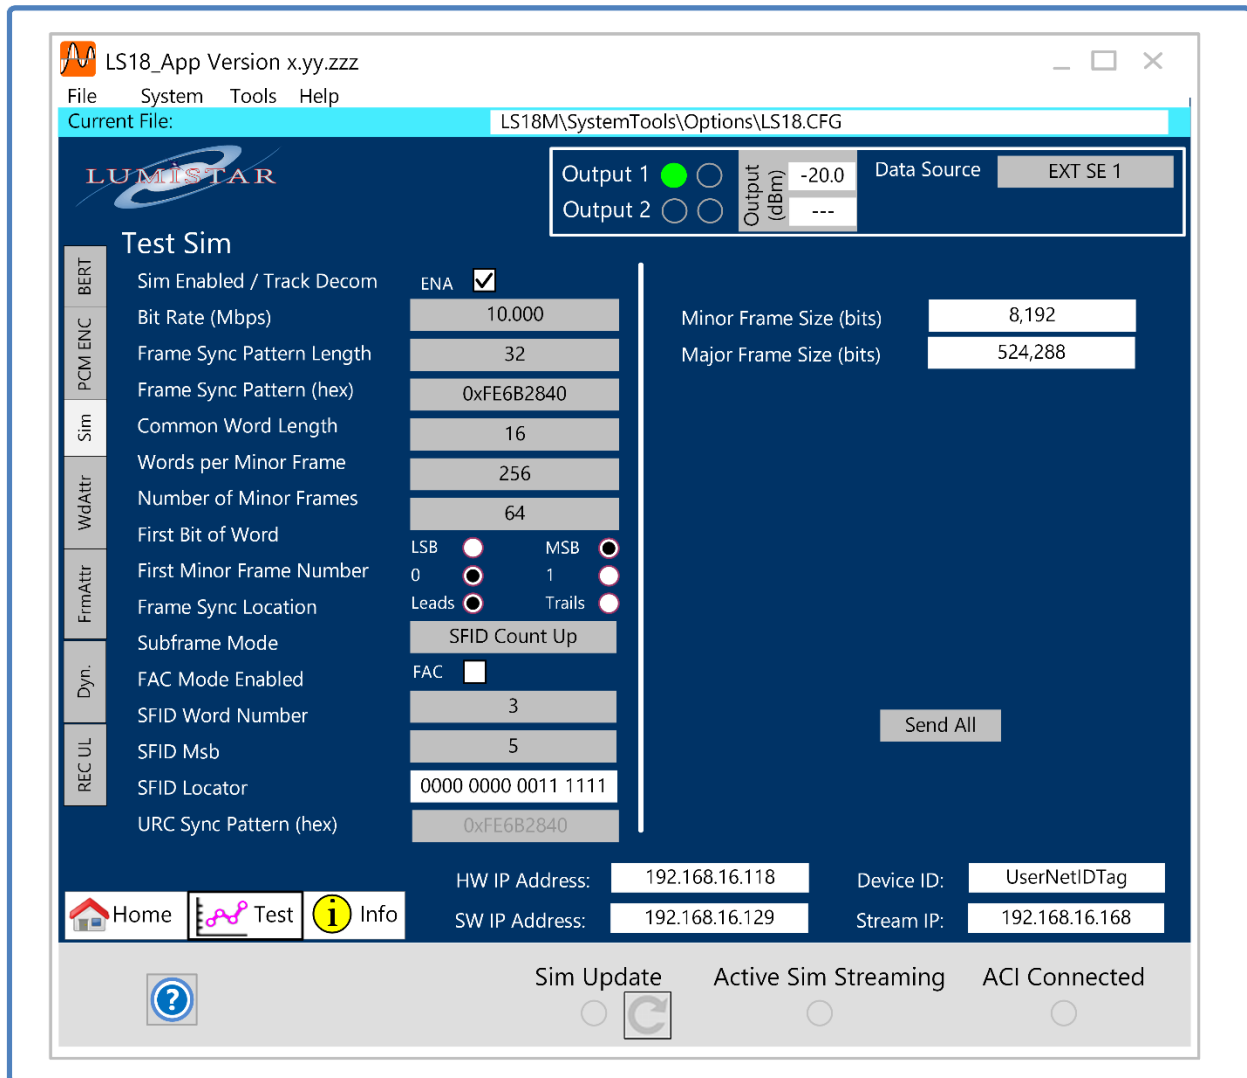 LS18_App Version x.yy.zzz
File System Tools Help
Current File: LS18M\SystemTools\Options\LS18.CFG
LUMISTAR
Output 1
Output 2
Output (dBm)
-20.0
---
Data Source EXT SE 1
Test Sim
BERT
PCM ENC
Sim
WdAttr
FrmAttr
Dyn.
REC UL
Sim Enabled / Track Decom ENA
Bit Rate (Mbps) 10.000
Frame Sync Pattern Length 32
Frame Sync Pattern (hex) 0xFE6B2840
Common Word Length 16
Words per Minor Frame 256
Number of Minor Frames 64
First Bit of Word LSB MSB
First Minor Frame Number 0 1
Frame Sync Location Leads Trails
Subframe Mode SFID Count Up
FAC Mode Enabled FAC
SFID Word Number 3
SFID Msb 5
SFID Locator 0000 0000 0011 1111
URC Sync Pattern (hex) 0xFE6B2840
Minor Frame Size (bits) 8,192
Major Frame Size (bits) 524,288
Send All
HW IP Address: 192.168.16.118 Device ID: UserNetIDTag
SW IP Address: 192.168.16.129 Stream IP: 192.168.16.168
Home Test i Info
? Sim Update Active Sim Streaming ACI Connected